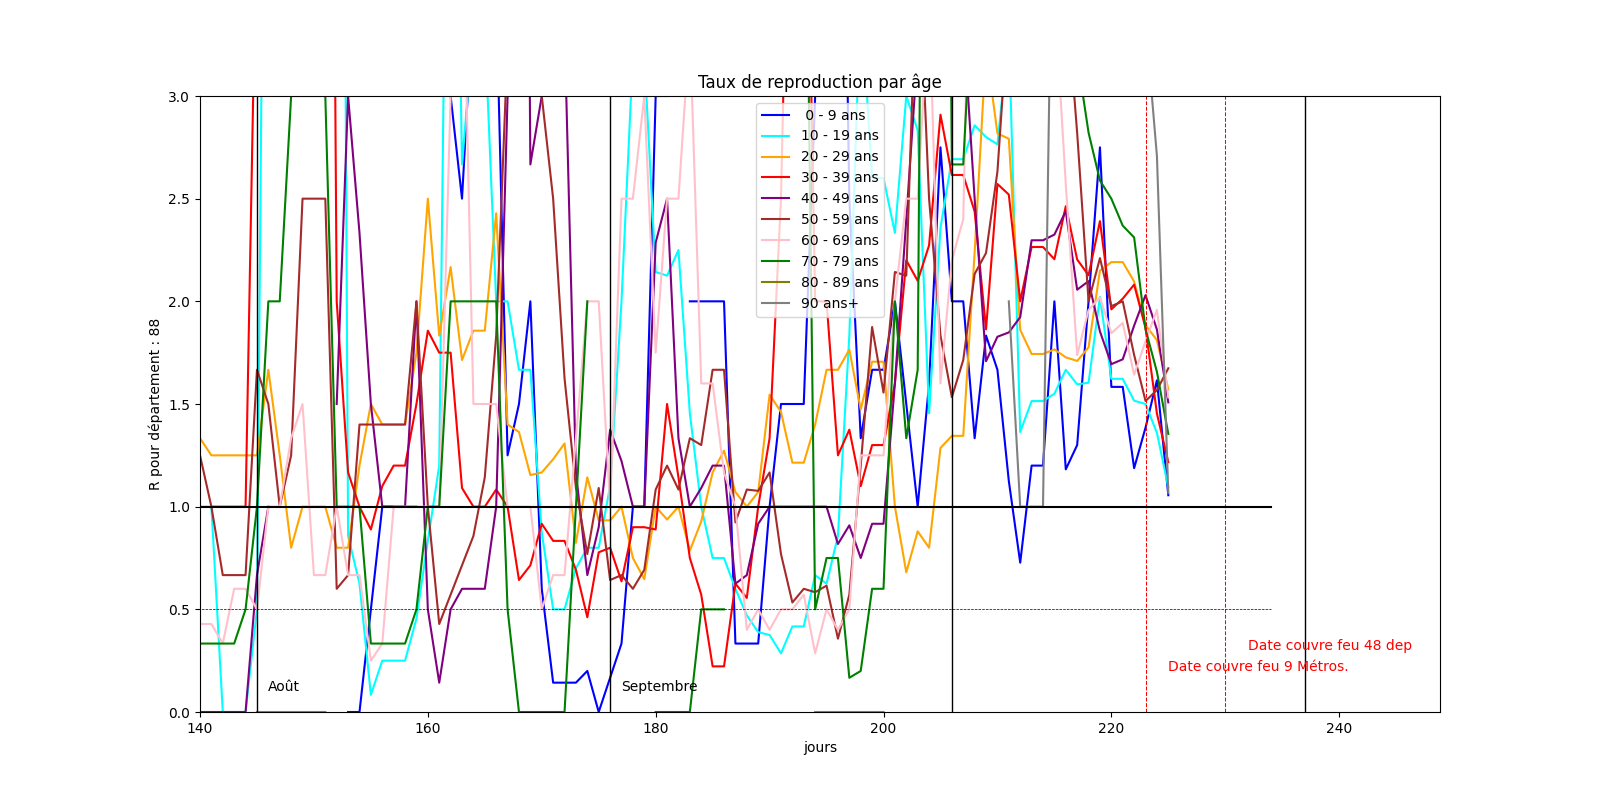 Taux de reproduction par âge
R pour département : 88
3.0
2.5
2.0
1.5
1.0
0.5
0.0
0 - 9 ans
10 - 19 ans
20 - 29 ans
30 - 39 ans
40 - 49 ans
50 - 59 ans
60 - 69 ans
70 - 79 ans
80 - 89 ans
90 ans+
Date couvre feu 48 dep
Date couvre feu 9 Métros.
Août
Septembre
140
160
180
200
220
240
jours